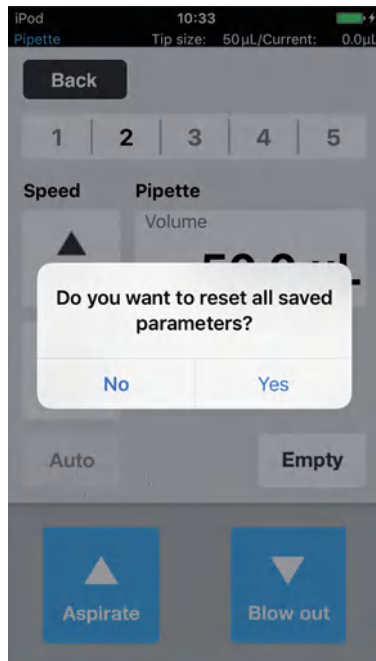 iPod 10:33
Pipette Tip size: 50µL/Current: 0.0µL
Back
1 2 3 4 5
Speed Pipette
Volume
Do you want to reset all saved
parameters?
No Yes
Auto Empty
Aspirate Blow out